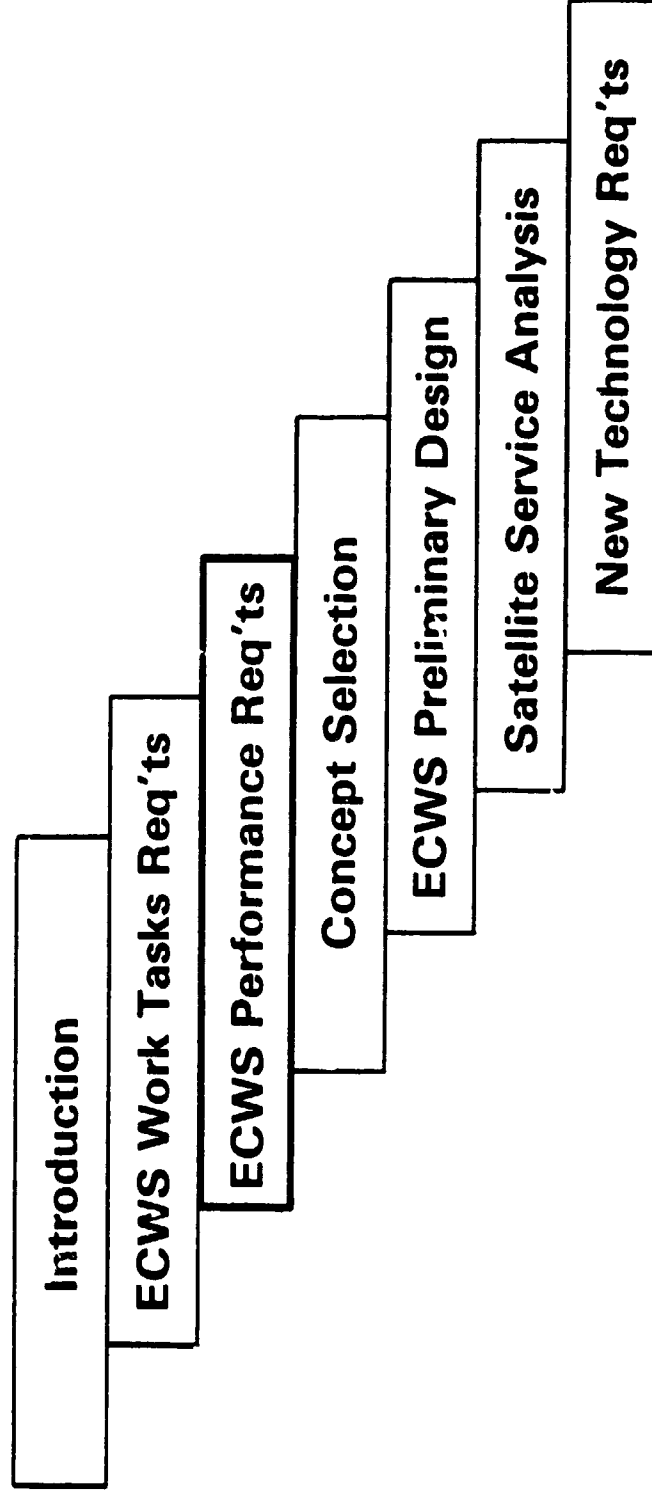 Introduction
ECWS Work Tasks Req'ts
ECWS Performance Req'ts
Concept Selection
ECWS Preliminary Design
Satellite Service Analysis
New Technology Req'ts